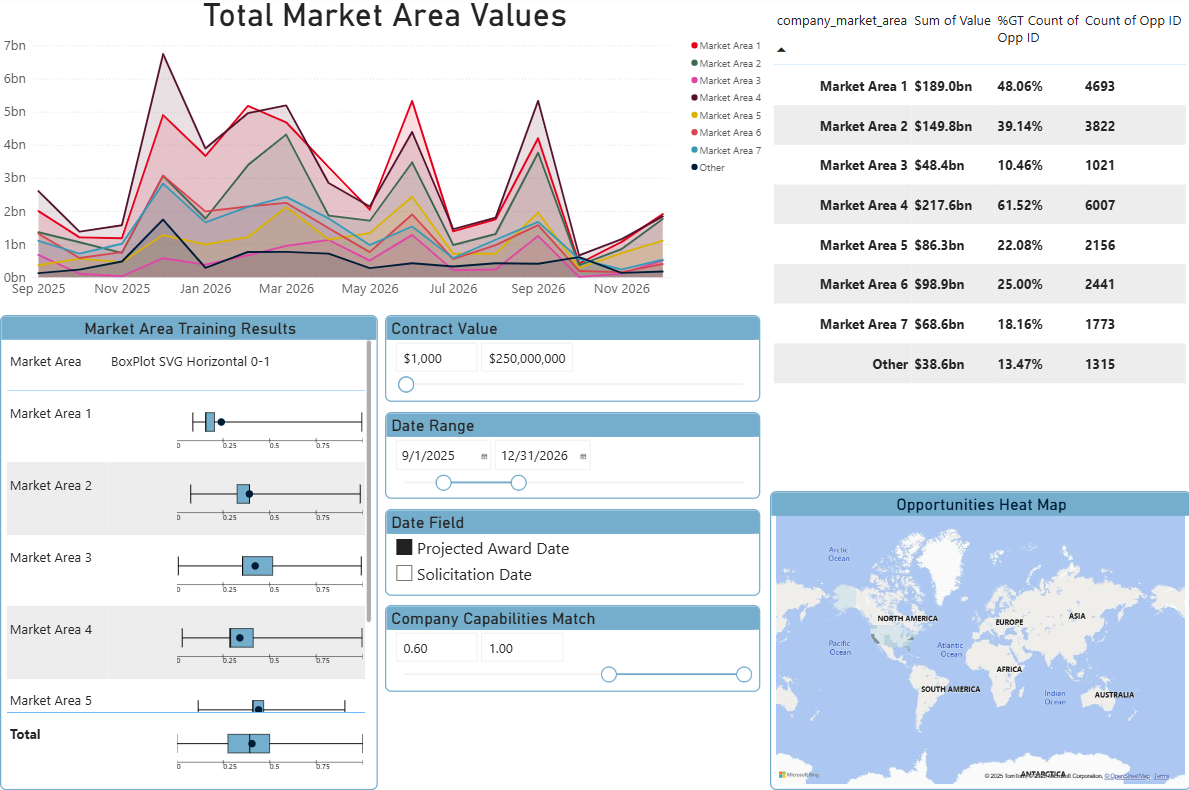 Total Market Area Values
7bn
6bn
5bn
4bn
3bn
2bn
1bn
0bn
Sep 2025 Nov 2025 Jan 2026 Mar 2026 May 2026 Jul 2026 Sep 2026 Nov 2026
Market Area 1
Market Area 2
Market Area 3
Market Area 4
Market Area 5
Market Area 6
Market Area 7
Other
company_market_area Sum of Value %GT Count of Opp ID Count of Opp ID
Market Area 1 $189.0bn 48.06% 4693
Market Area 2 $149.8bn 39.14% 3822
Market Area 3 $48.4bn 10.46% 1021
Market Area 4 $217.6bn 61.52% 6007
Market Area 5 $86.3bn 22.08% 2156
Market Area 6 $98.9bn 25.00% 2441
Market Area 7 $68.6bn 18.16% 1773
Other $38.6bn 13.47% 1315
Market Area Training Results
Market Area BoxPlot SVG Horizontal 0-1
Market Area 1
0 0.25 0.5 0.75
Market Area 2
0 0.25 0.5 0.75
Market Area 3
0 0.25 0.5 0.75
Market Area 4
0 0.25 0.5 0.75
Market Area 5
Total
0 0.25 0.5 0.75
Contract Value
$1,000 $250,000,000
Date Range
9/1/2025 12/31/2026
Date Field
Projected Award Date
Solicitation Date
Company Capabilities Match
0.60 1.00
Opportunities Heat Map
Arctic Ocean
NORTH AMERICA
EUROPE
ASIA
Pacific Ocean
Atlantic Ocean
AFRICA
SOUTH AMERICA
Indian Ocean
AUSTRALIA
ANTARCTICA
Microsoft Bing
© 2025 TomTom, © 2025 Microsoft Corporation, © OpenStreetMap Terms